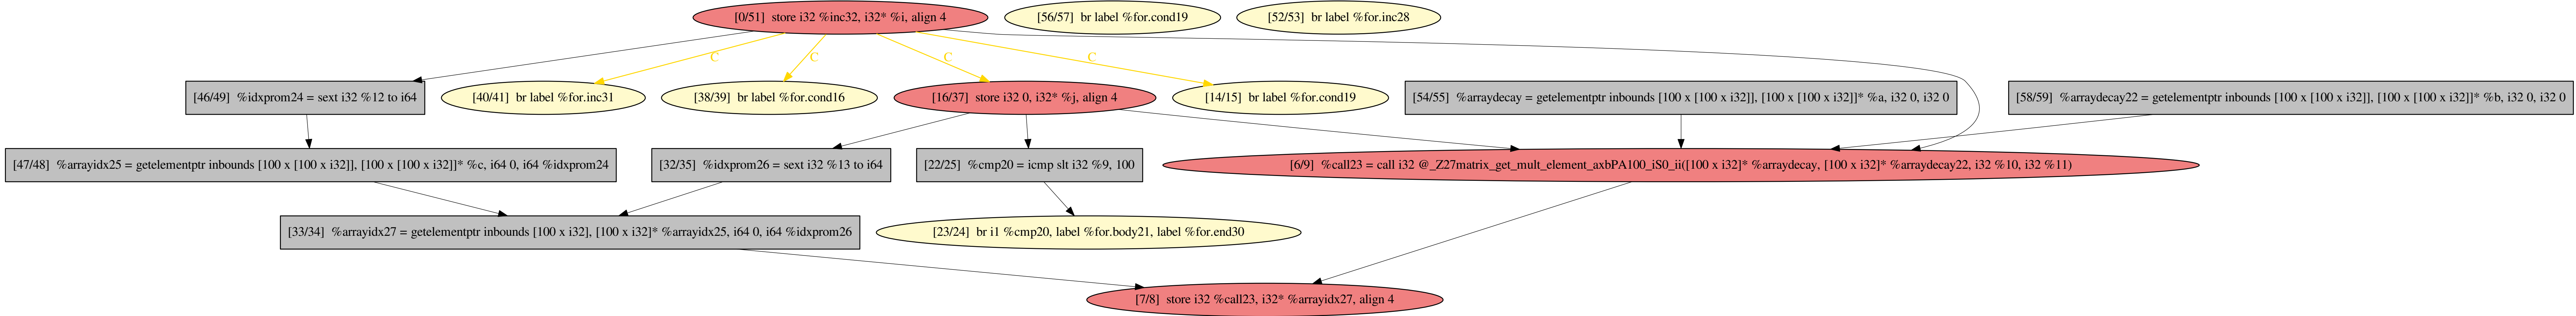 [0/51]  store i32 %inc32, i32* %i, align 4
[56/57]  br label %for.cond19
[52/53]  br label %for.inc28
C
C
C
C
[46/49]  %idxprom24 = sext i32 %12 to i64
[40/41]  br label %for.inc31
[38/39]  br label %for.cond16
[16/37]  store i32 0, i32* %j, align 4
[14/15]  br label %for.cond19
[54/55]  %arraydecay = getelementptr inbounds [100 x [100 x i32]], [100 x [100 x i32]]* %a, i32 0, i32 0
[58/59]  %arraydecay22 = getelementptr inbounds [100 x [100 x i32]], [100 x [100 x i32]]* %b, i32 0, i32 0
[47/48]  %arrayidx25 = getelementptr inbounds [100 x [100 x i32]], [100 x [100 x i32]]* %c, i64 0, i64 %idxprom24
[32/35]  %idxprom26 = sext i32 %13 to i64
[22/25]  %cmp20 = icmp slt i32 %9, 100
[6/9]  %call23 = call i32 @_Z27matrix_get_mult_element_axbPA100_iS0_ii([100 x i32]* %arraydecay, [100 x i32]* %arraydecay22, i32 %10, i32 %11)
[33/34]  %arrayidx27 = getelementptr inbounds [100 x i32], [100 x i32]* %arrayidx25, i64 0, i64 %idxprom26
[23/24]  br i1 %cmp20, label %for.body21, label %for.end30
[7/8]  store i32 %call23, i32* %arrayidx27, align 4